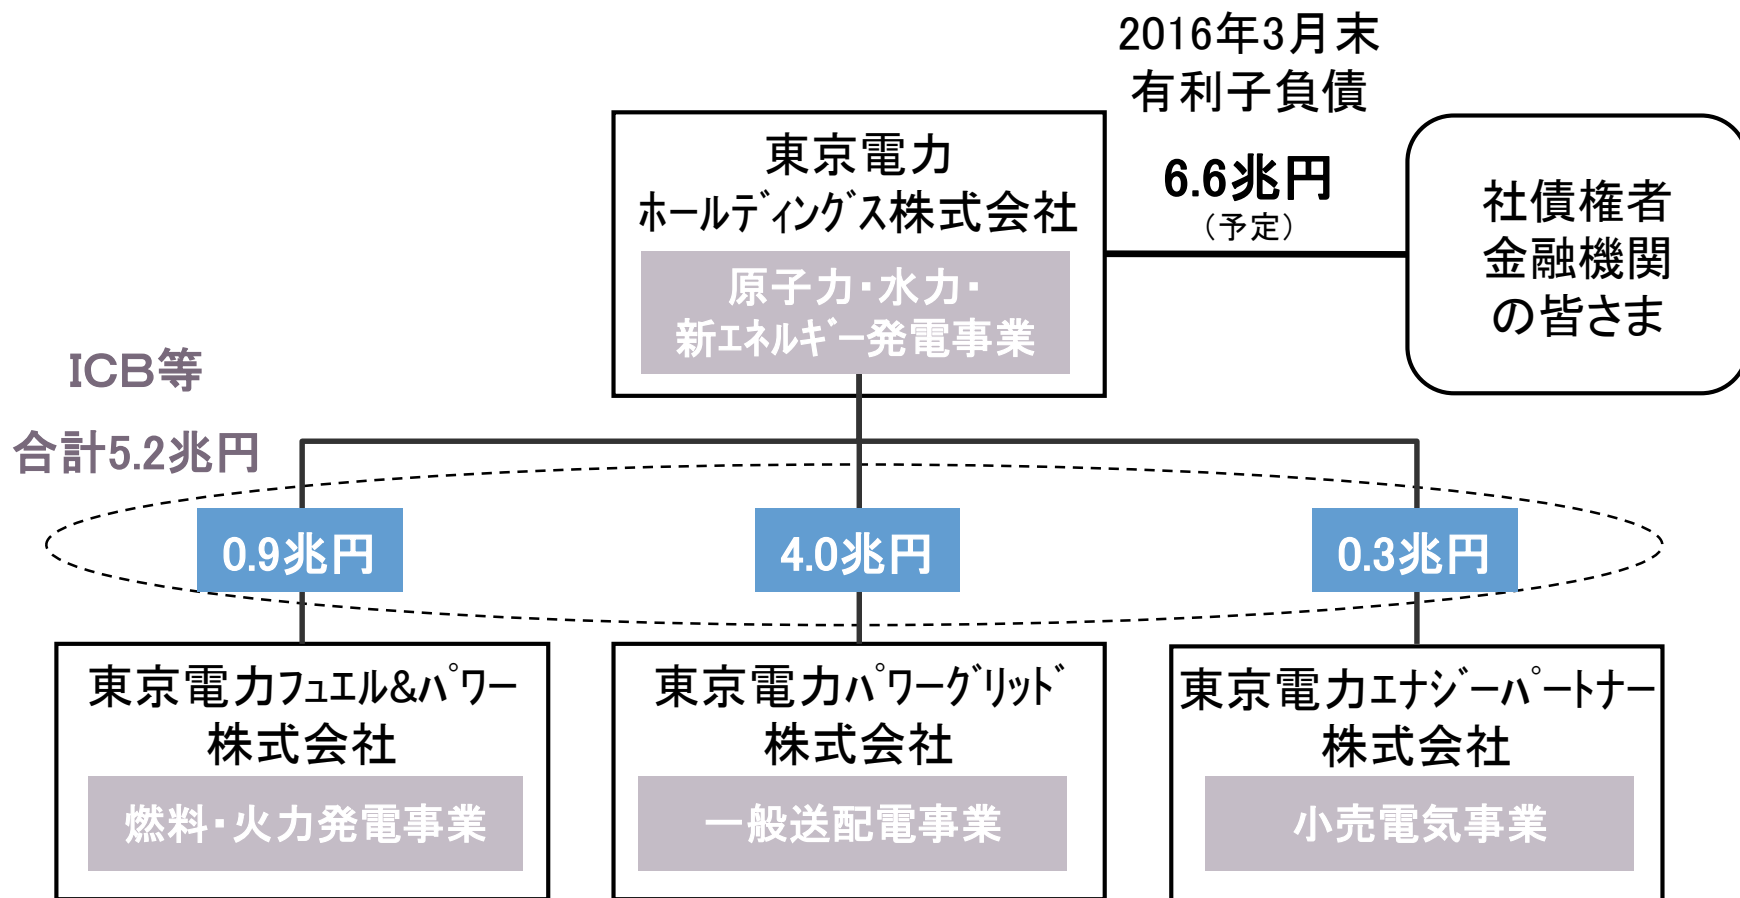 2016年3月末
有利子負債
6.6兆円
（予定）
東京電力
ﾎｰﾙﾃﾞｨﾝｸﾞｽ株式会社
原子力・水力・
新ｴﾈﾙｷﾞｰ発電事業
社債権者
金融機関
の皆さま
ＩＣＢ等
合計5.2兆円
0.9兆円
4.0兆円
0.3兆円
東京電力ﾌｭｴﾙ&ﾊﾟﾜｰ
株式会社
燃料・火力発電事業
東京電力ﾊﾟﾜｰｸﾞﾘｯﾄﾞ
株式会社
一般送配電事業
東京電力ｴﾅｼﾞｰﾊﾟｰﾄﾅｰ
株式会社
小売電気事業